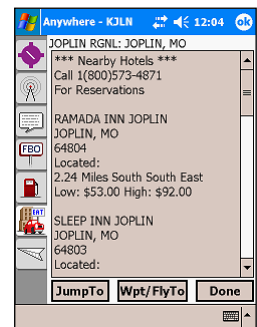 Anywhere - KJLN 12:04 ok
JOPLIN RGNL: JOPLIN, MO
*** Nearby Hotels ***
Call 1(800)573-4871
For Reservations
RAMADA INN JOPLIN
JOPLIN, MO
64804
Located:
2.24 Miles South South East
Low: $53.00 High: $92.00
SLEEP INN JOPLIN
JOPLIN, MO
64803
Located:
FBO
EAT
JumpTo Wpt/FlyTo Done